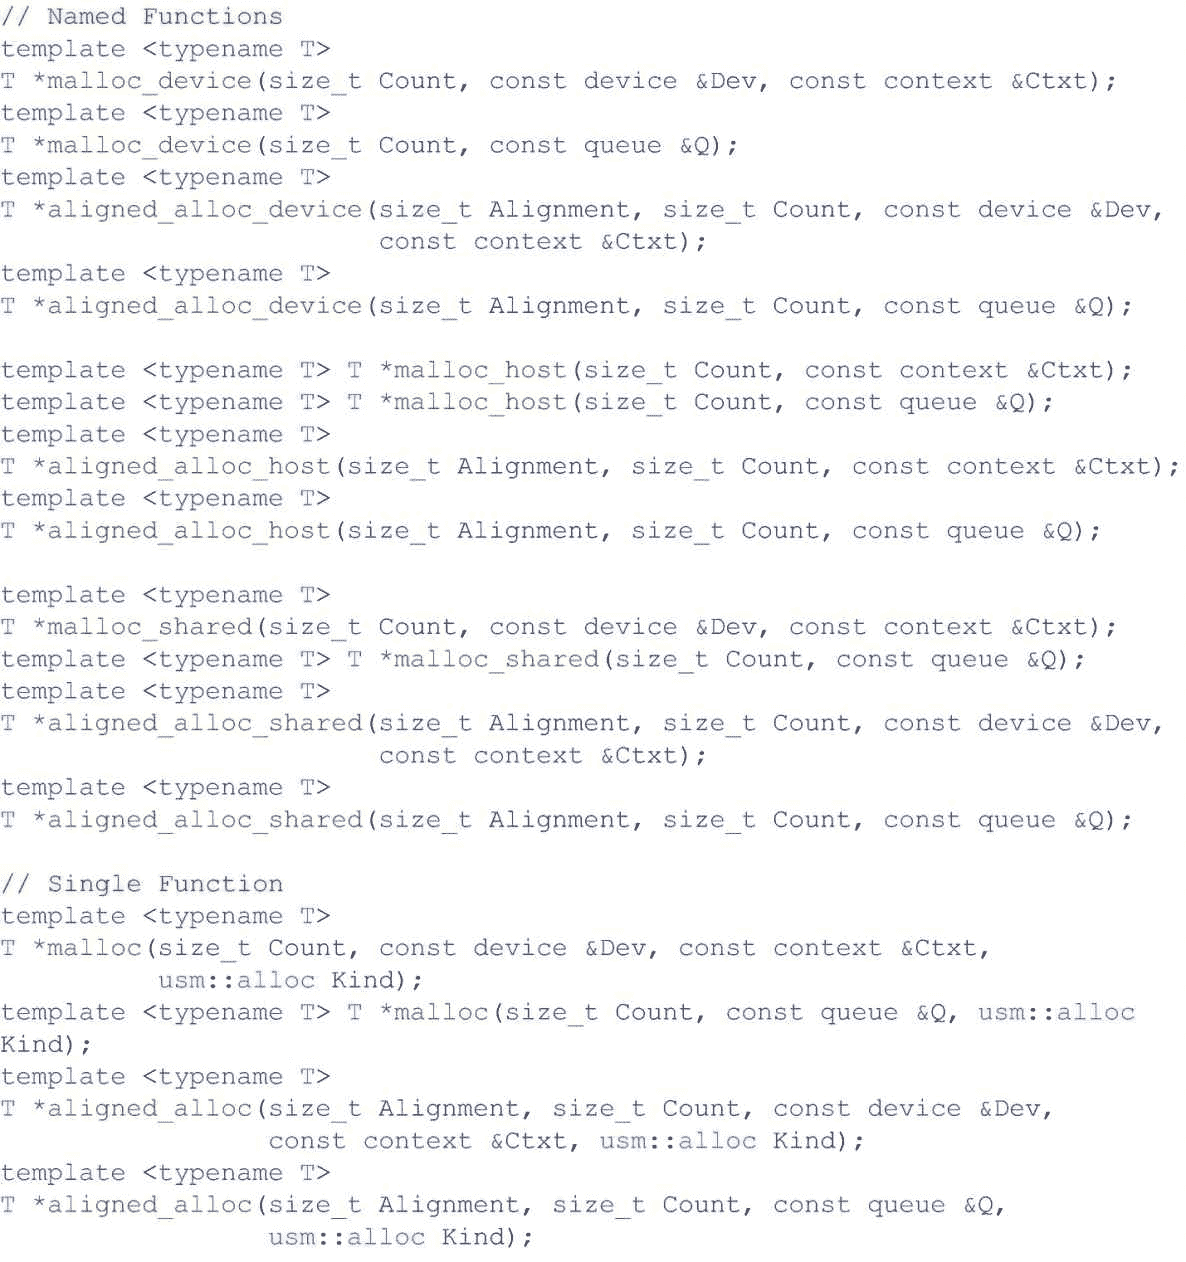 // Named Functions
template <typename T>
T *malloc_device(size_t Count, const device &Dev, const context &Ctxt);
template <typename T>
T *malloc_device(size_t Count, const queue &Q);
template <typename T>
T *aligned_alloc_device(size_t Alignment, size_t Count, const device &Dev,
                        const context &Ctxt);
template <typename T>
T *aligned_alloc_device(size_t Alignment, size_t Count, const queue &Q);

template <typename T> T *malloc_host(size_t Count, const context &Ctxt);
template <typename T> T *malloc_host(size_t Count, const queue &Q);
template <typename T>
T *aligned_alloc_host(size_t Alignment, size_t Count, const context &Ctxt);
template <typename T>
T *aligned_alloc_host(size_t Alignment, size_t Count, const queue &Q);

template <typename T>
T *malloc_shared(size_t Count, const device &Dev, const context &Ctxt);
template <typename T> T *malloc_shared(size_t Count, const queue &Q);
template <typename T>
T *aligned_alloc_shared(size_t Alignment, size_t Count, const device &Dev,
                        const context &Ctxt);
template <typename T>
T *aligned_alloc_shared(size_t Alignment, size_t Count, const queue &Q);

// Single Function
template <typename T>
T *malloc(size_t Count, const device &Dev, const context &Ctxt,
          usm::alloc Kind);
template <typename T> T *malloc(size_t Count, const queue &Q, usm::alloc
Kind);
template <typename T>
T *aligned_alloc(size_t Alignment, size_t Count, const device &Dev,
                 const context &Ctxt, usm::alloc Kind);
template <typename T>
T *aligned_alloc(size_t Alignment, size_t Count, const queue &Q,
                 usm::alloc Kind);